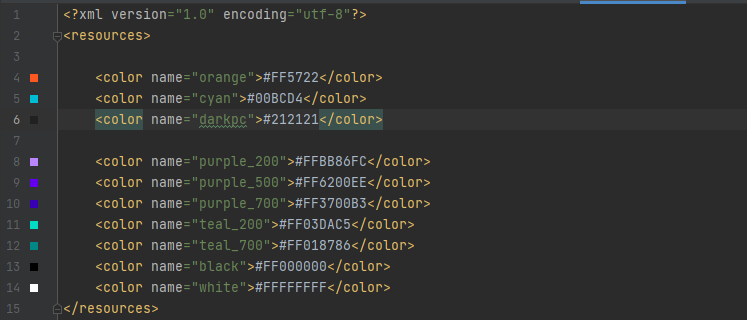 1 <?xml version="1.0" encoding="utf-8"?>
2 <resources>
3
4 <color name="orange">#FF5722</color>
5 <color name="cyan">#00BCD4</color>
6 <color name="darkpc">#212121</color>
7
8 <color name="purple_200">#FFBB86FC</color>
9 <color name="purple_500">#FF6200EE</color>
10 <color name="purple_700">#FF3700B3</color>
11 <color name="teal_200">#FF03DAC5</color>
12 <color name="teal_700">#FF018786</color>
13 <color name="black">#FF000000</color>
14 <color name="white">#FFFFFFFF</color>
15 </resources>